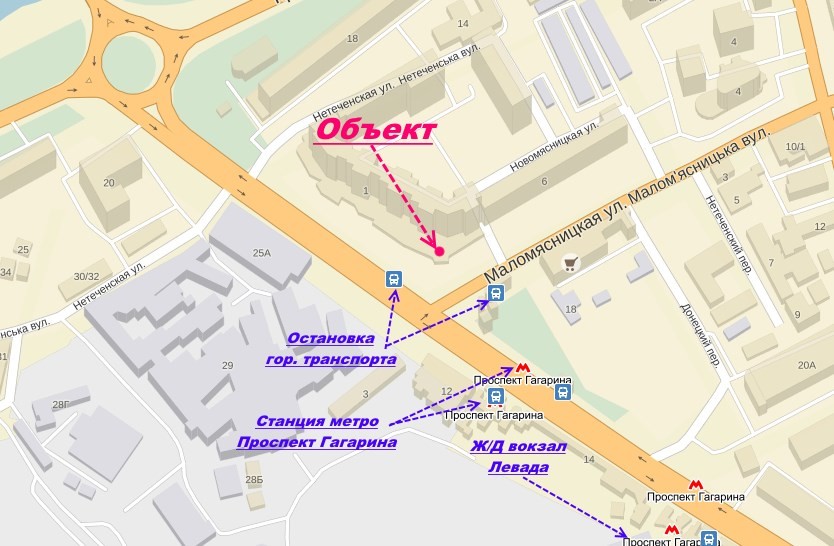 18
14
4
4
Нетеченская ул. Нетеченська вул.
Объект
Новомясницкая ул.
10/1
20
1
6
Маломясницкая ул. Малом'ясницька вул.
3
5
Нетеченский пер.
25
25А
34
30/32
7
Нетеченская ул.
нська вул.
18
9
Донецкий пер.
Остановка
гор. транспорта
31
29
3
12
20А
Проспект Гагарина
Проспект Гагарина
28Г
Станция метро
Проспект Гагарина
Ж/Д вокзал
Левада
14
28Б
Проспект Гагарина
Проспект Гагарина